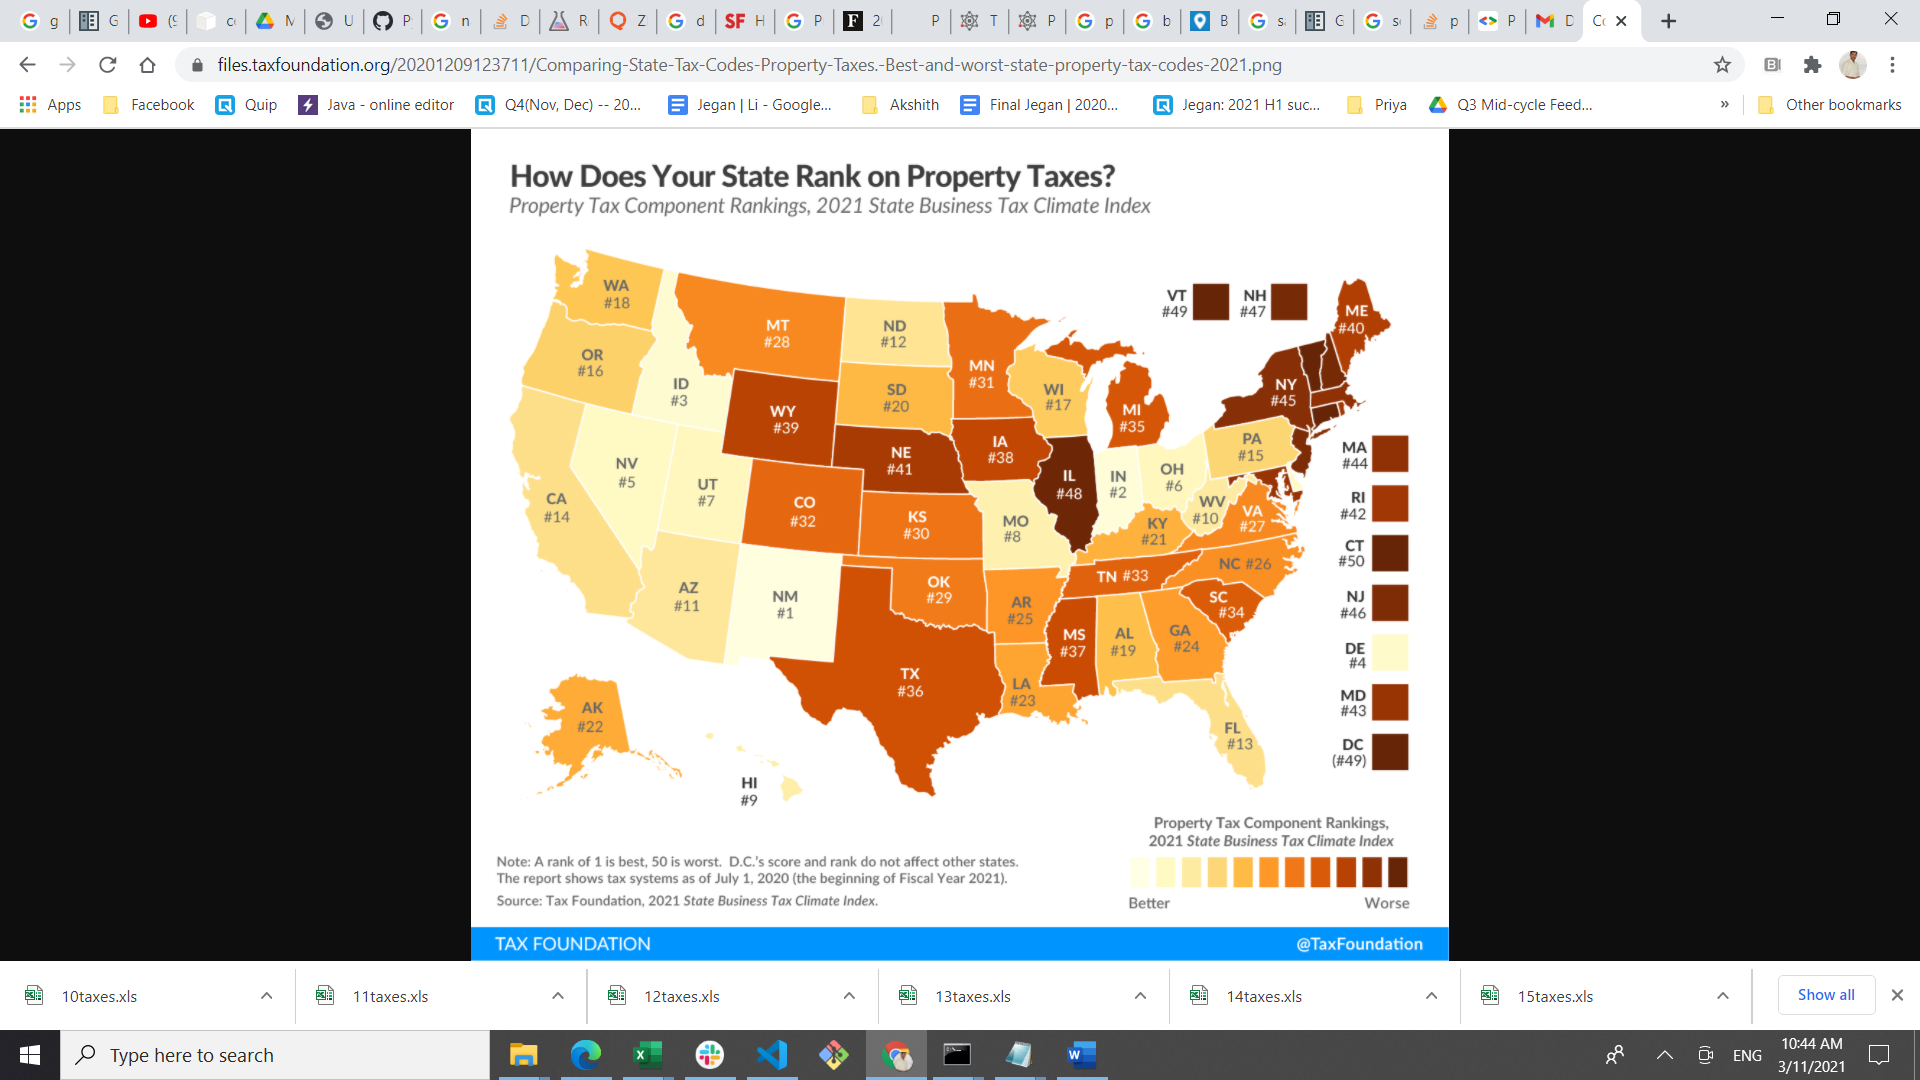 g
G
(9
co
M
U
P
n
D
R
Z
d
SF H
P
F 20
P
T
P
p
b
B
s
G
s
p
P
D
Co
files.taxfoundation.org/20201209123711/Comparing-State-Tax-Codes-Property-Taxes.-Best-and-worst-state-property-tax-codes-2021.png
Apps
Facebook
Quip
Java - online editor
Q4(Nov, Dec) -- 20...
Jegan | Li - Google...
Akshith
Final Jegan | 2020...
Jegan: 2021 H1 suc...
Priya
Q3 Mid-cycle Feed...
»
Other bookmarks
How Does Your State Rank on Property Taxes?
Property Tax Component Rankings, 2021 State Business Tax Climate Index
WA
#18
OR
#16
ID
#3
MT
#28
ND
#12
SD
#20
MN
#31
WI
#17
MI
#35
VT
#49
NH
#47
ME
#40
NY
#45
WY
#39
NE
#41
IA
#38
IL
#48
IN
#2
OH
#6
PA
#15
NV
#5
UT
#7
CA
#14
CO
#32
KS
#30
MO
#8
KY
#21
WV
#10
VA
#27
MA
#44
RI
#42
CT
#50
NJ
#46
DE
#4
MD
#43
DC
(#49)
AZ
#11
NM
#1
OK
#29
AR
#25
TN #33
NC #26
SC
#34
TX
#36
LA
#23
MS
#37
AL
#19
GA
#24
FL
#13
AK
#22
HI
#9
Property Tax Component Rankings,
2021 State Business Tax Climate Index
Better
Worse
Note: A rank of 1 is best, 50 is worst. D.C.'s score and rank do not affect other states.
The report shows tax systems as of July 1, 2020 (the beginning of Fiscal Year 2021).
Source: Tax Foundation, 2021 State Business Tax Climate Index.
TAX FOUNDATION
@TaxFoundation
10taxes.xls
11taxes.xls
12taxes.xls
13taxes.xls
14taxes.xls
15taxes.xls
Show all
Type here to search
ENG
10:44 AM
3/11/2021